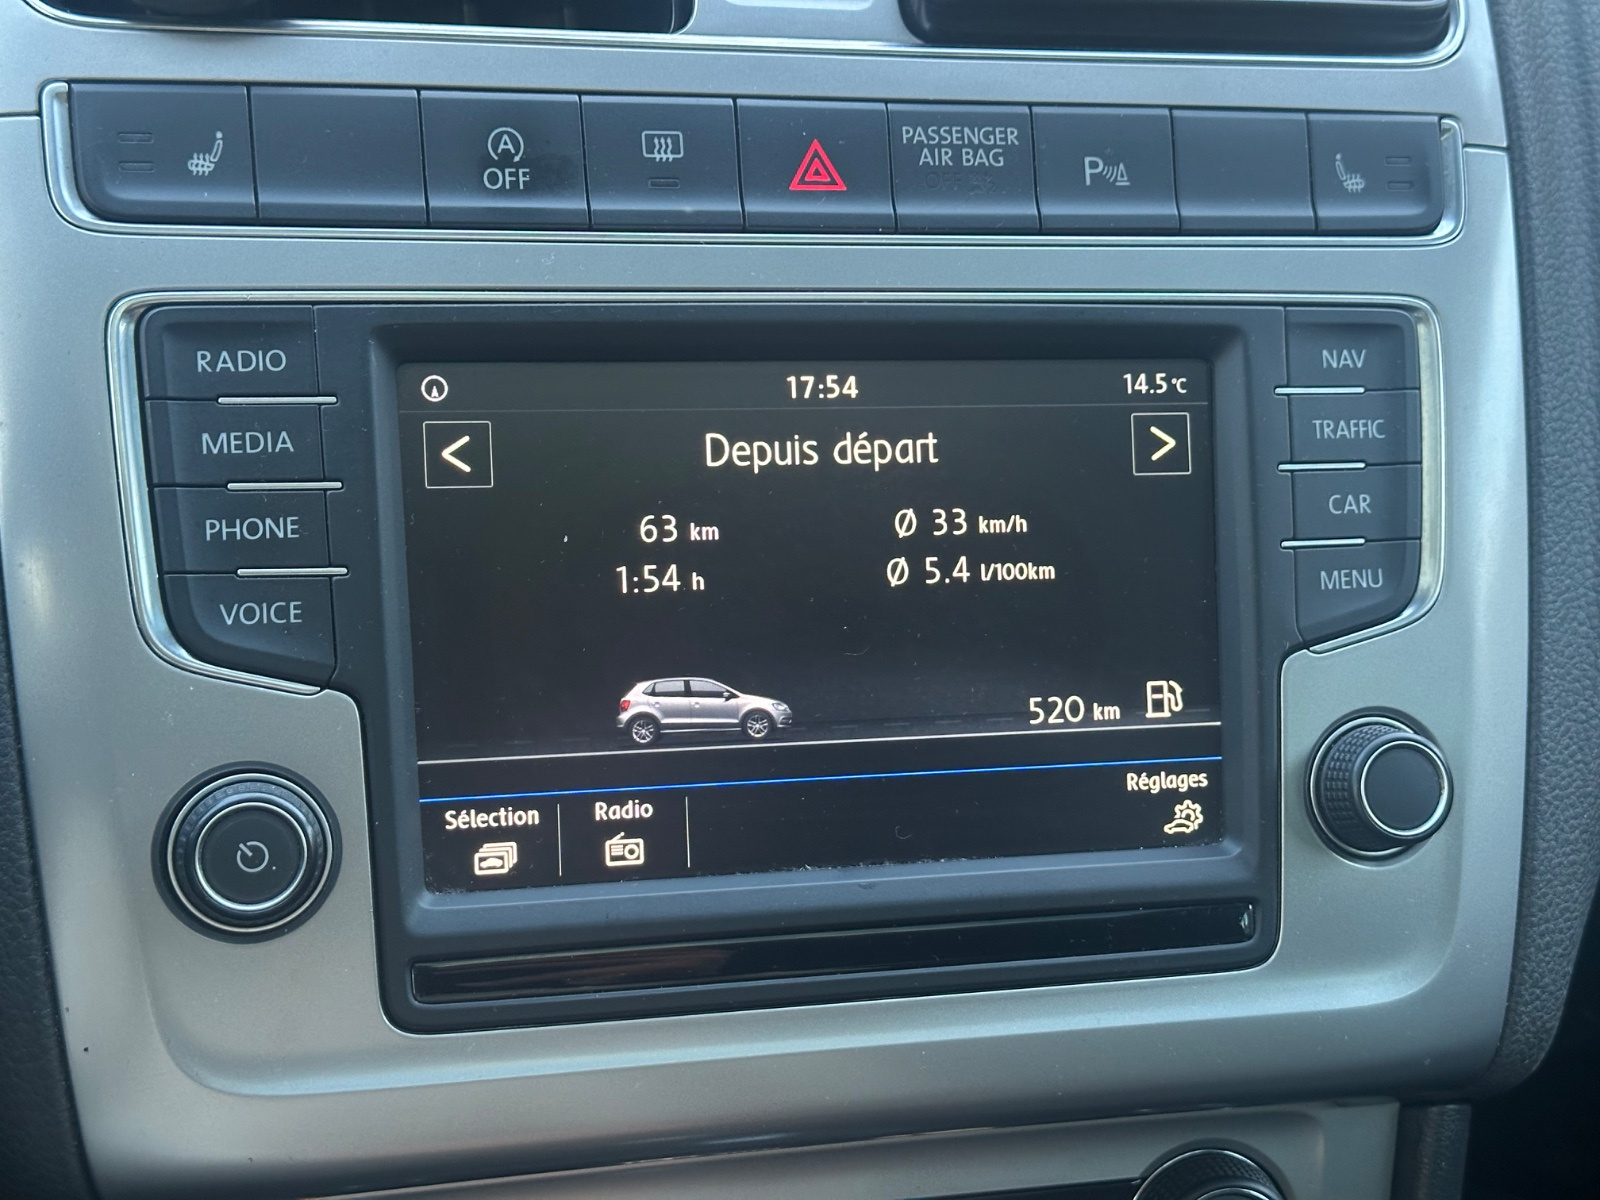 A
OFF
PASSENGER
AIR BAG
OFF
P
RADIO
MEDIA
PHONE
VOICE
NAV
TRAFFIC
CAR
MENU
17:54
14.5°C
<
Depuis départ
>
63 km
Ø 33 km/h
1:54 h
Ø 5.4 l/100km
520 km
Sélection
Radio
Réglages